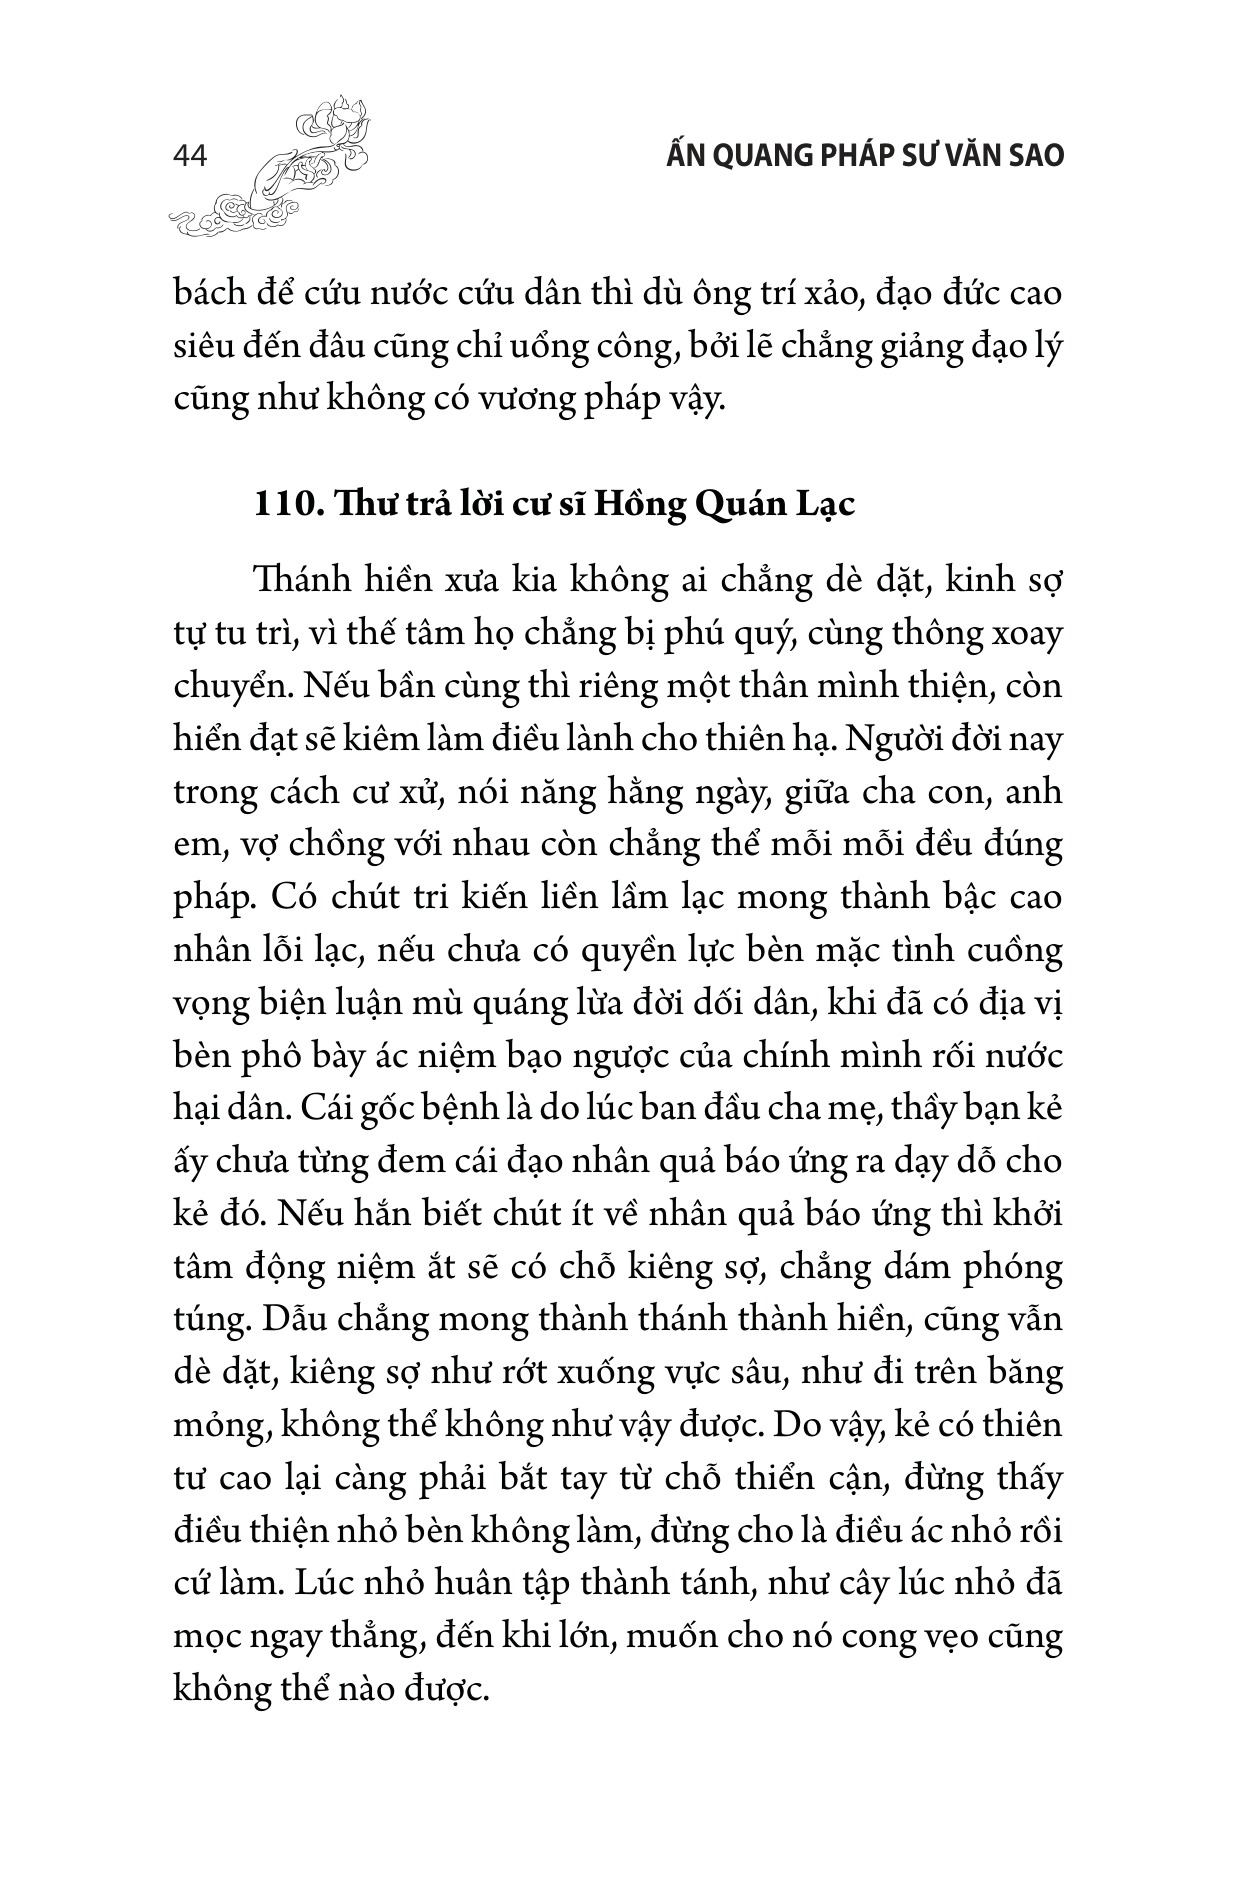 44
ẤN QUANG PHÁP SƯ VĂN SAO
bách để cứu nước cứu dân thì dù ông trí xảo, đạo đức cao
siêu đến đâu cũng chỉ uổng công, bởi lẽ chẳng giảng đạo lý
cũng như không có vương pháp vậy.
110. Thư trả lời cư sĩ Hồng Quán Lạc
Thánh hiền xưa kia không ai chẳng dè dặt, kinh sợ
tự tu trì, vì thế tâm họ chẳng bị phú quý, cùng thông xoay
chuyển. Nếu bần cùng thì riêng một thân mình thiện, còn
hiển đạt sẽ kiêm làm điều lành cho thiên hạ. Người đời nay
trong cách cư xử, nói năng hằng ngày, giữa cha con, anh
em, vợ chồng với nhau còn chẳng thể mỗi mỗi đều đúng
pháp. Có chút tri kiến liền lầm lạc mong thành bậc cao
nhân lỗi lạc, nếu chưa có quyền lực bèn mặc tình cuồng
vọng biện luận mù quáng lừa đời dối dân, khi đã có địa vị
bèn phô bày ác niệm bạo ngược của chính mình rối nước
hại dân. Cái gốc bệnh là do lúc ban đầu cha mẹ, thầy bạn kẻ
ấy chưa từng đem cái đạo nhân quả báo ứng ra dạy dỗ cho
kẻ đó. Nếu hắn biết chút ít về nhân quả báo ứng thì khởi
tâm động niệm ắt sẽ có chỗ kiêng sợ, chẳng dám phóng
túng. Dẫu chẳng mong thành thánh thành hiền, cũng vẫn
dè dặt, kiêng sợ như rớt xuống vực sâu, như đi trên băng
mỏng, không thể không như vậy được. Do vậy, kẻ có thiên
tư cao lại càng phải bắt tay từ chỗ thiển cận, đừng thấy
điều thiện nhỏ bèn không làm, đừng cho là điều ác nhỏ rồi
cứ làm. Lúc nhỏ huân tập thành tánh, như cây lúc nhỏ đã
mọc ngay thẳng, đến khi lớn, muốn cho nó cong vẹo cũng
không thể nào được.